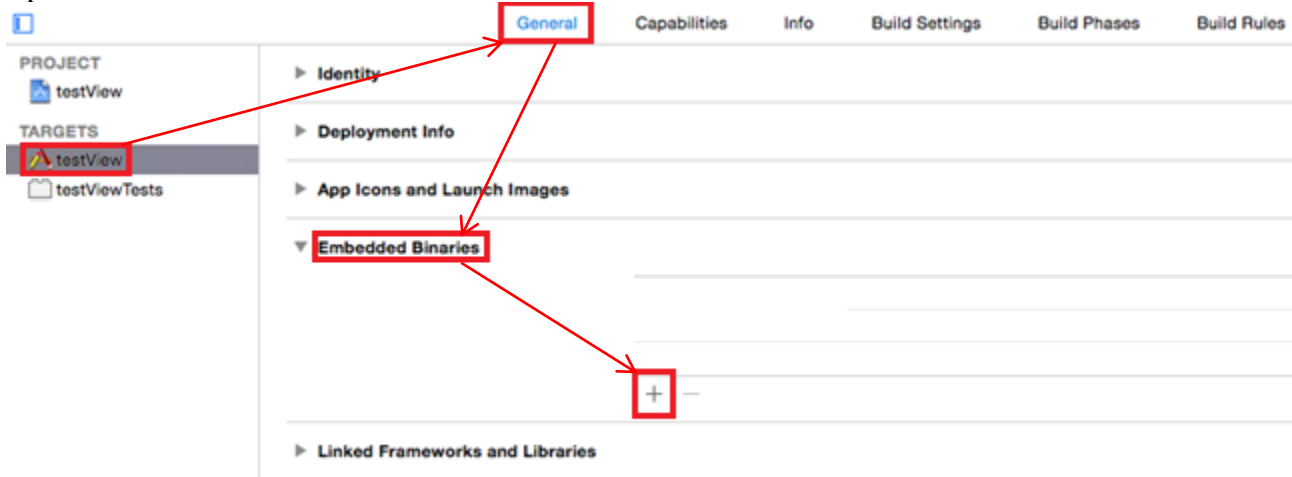 General Capabilities Info Build Settings Build Phases Build Rules
PROJECT
testView
TARGETS
testView
testViewTests
Identity
Deployment Info
App Icons and Launch Images
Embedded Binaries
+ −
Linked Frameworks and Libraries